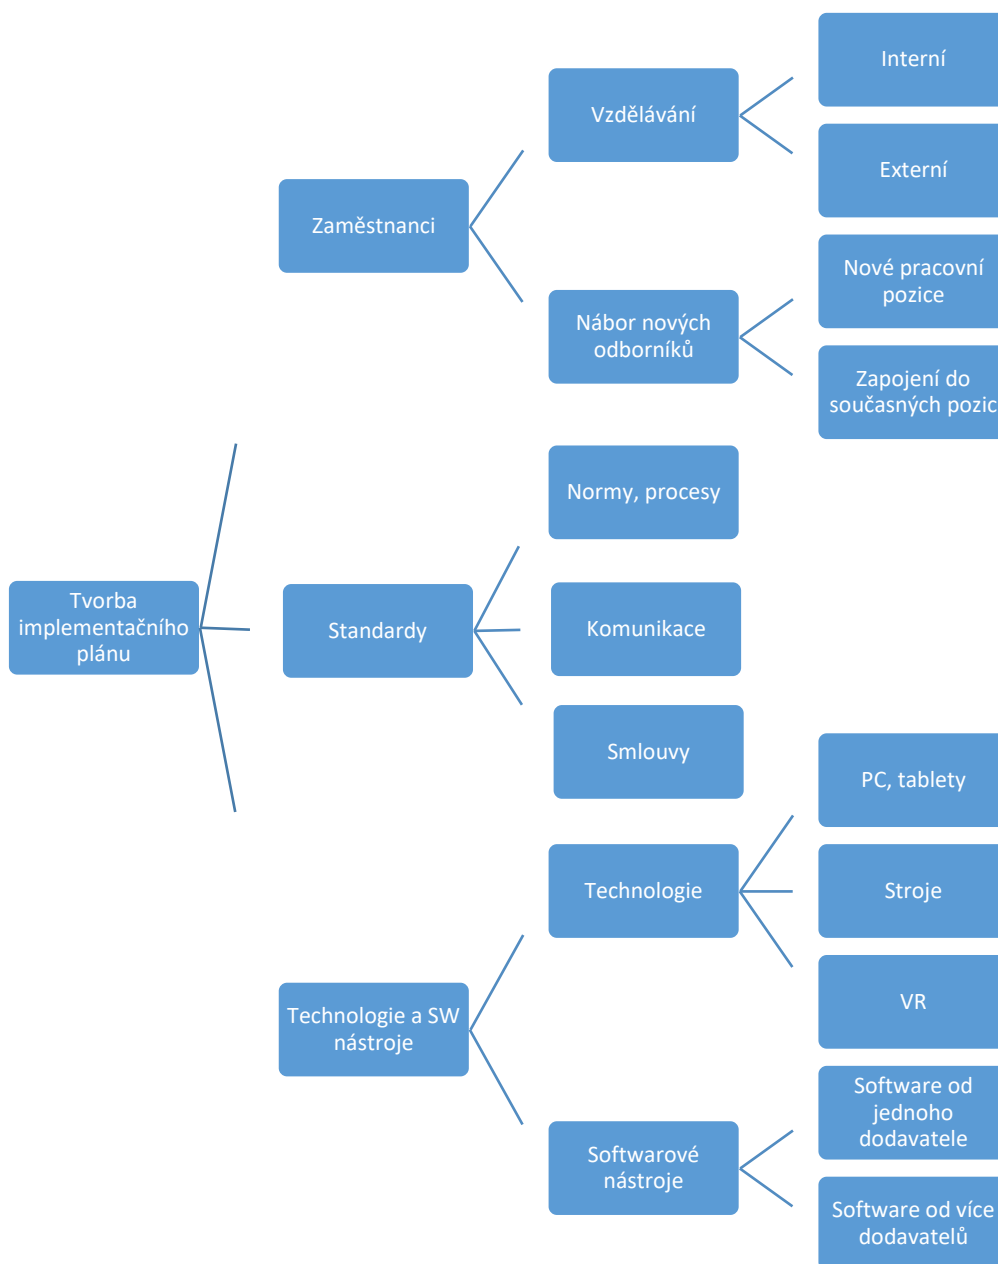 Interní
Vzdělávání
Externí
Zaměstnanci
Nové pracovní
pozice
Nábor nových
odborníků
Zapojení do
současných pozic
Normy, procesy
Tvorba
implementačního
plánu
Standardy
Komunikace
Smlouvy
PC, tablety
Technologie
Stroje
VR
Technologie a SW
nástroje
Software od
jednoho
dodavatele
Softwarové
nástroje
Software od více
dodavatelů